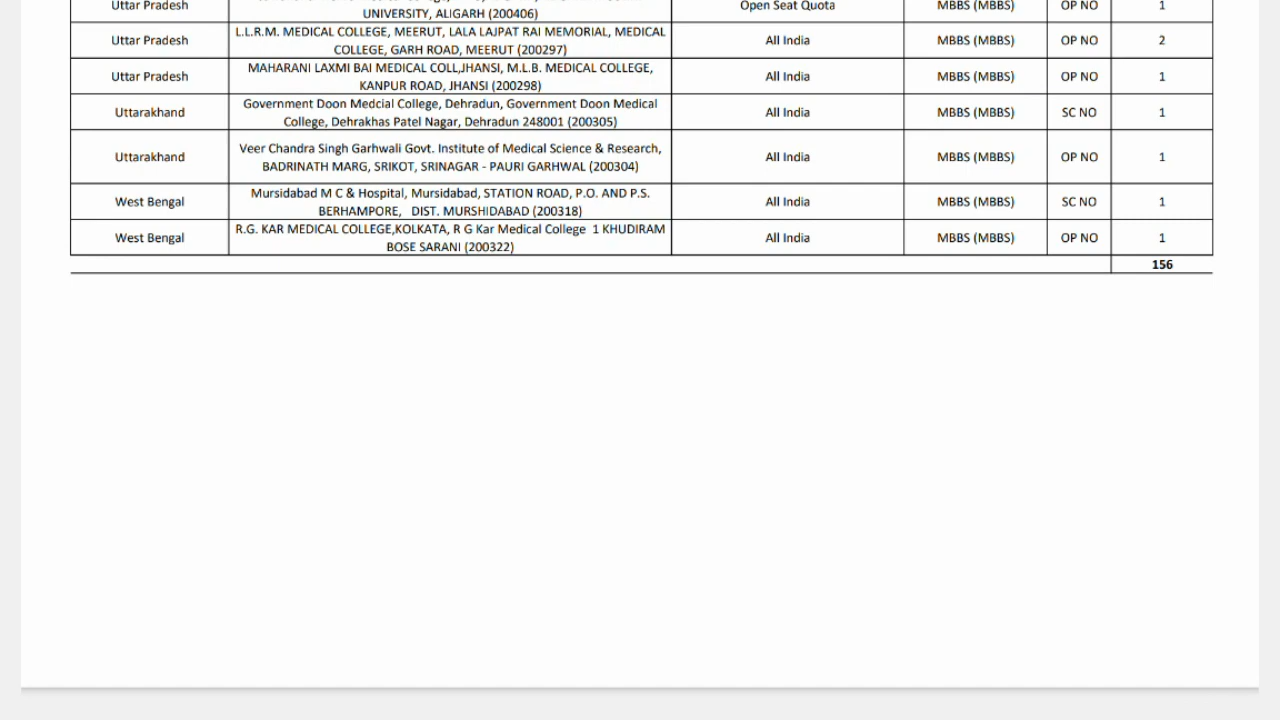 Uttar Pradesh
UNIVERSITY, ALIGARH (200406)
Open Seat Quota
MBBS (MBBS)
OP NO
1
Uttar Pradesh
L.L.R.M. MEDICAL COLLEGE, MEERUT, LALA LAJPAT RAI MEMORIAL, MEDICAL
COLLEGE, GARH ROAD, MEERUT (200297)
All India
MBBS (MBBS)
OP NO
2
Uttar Pradesh
MAHARANI LAXMI BAI MEDICAL COLL,JHANSI, M.L.B. MEDICAL COLLEGE,
KANPUR ROAD, JHANSI (200298)
All India
MBBS (MBBS)
OP NO
1
Uttarakhand
Government Doon Medcial College, Dehradun, Government Doon Medical
College, Dehrakhas Patel Nagar, Dehradun 248001 (200305)
All India
MBBS (MBBS)
SC NO
1
Uttarakhand
Veer Chandra Singh Garhwali Govt. Institute of Medical Science & Research,
BADRINATH MARG, SRIKOT, SRINAGAR - PAURI GARHWAL (200304)
All India
MBBS (MBBS)
OP NO
1
West Bengal
Mursidabad M C & Hospital, Mursidabad, STATION ROAD, P.O. AND P.S.
BERHAMPORE, DIST. MURSHIDABAD (200318)
All India
MBBS (MBBS)
SC NO
1
West Bengal
R.G. KAR MEDICAL COLLEGE,KOLKATA, R G Kar Medical College 1 KHUDIRAM
BOSE SARANI (200322)
All India
MBBS (MBBS)
OP NO
1
156